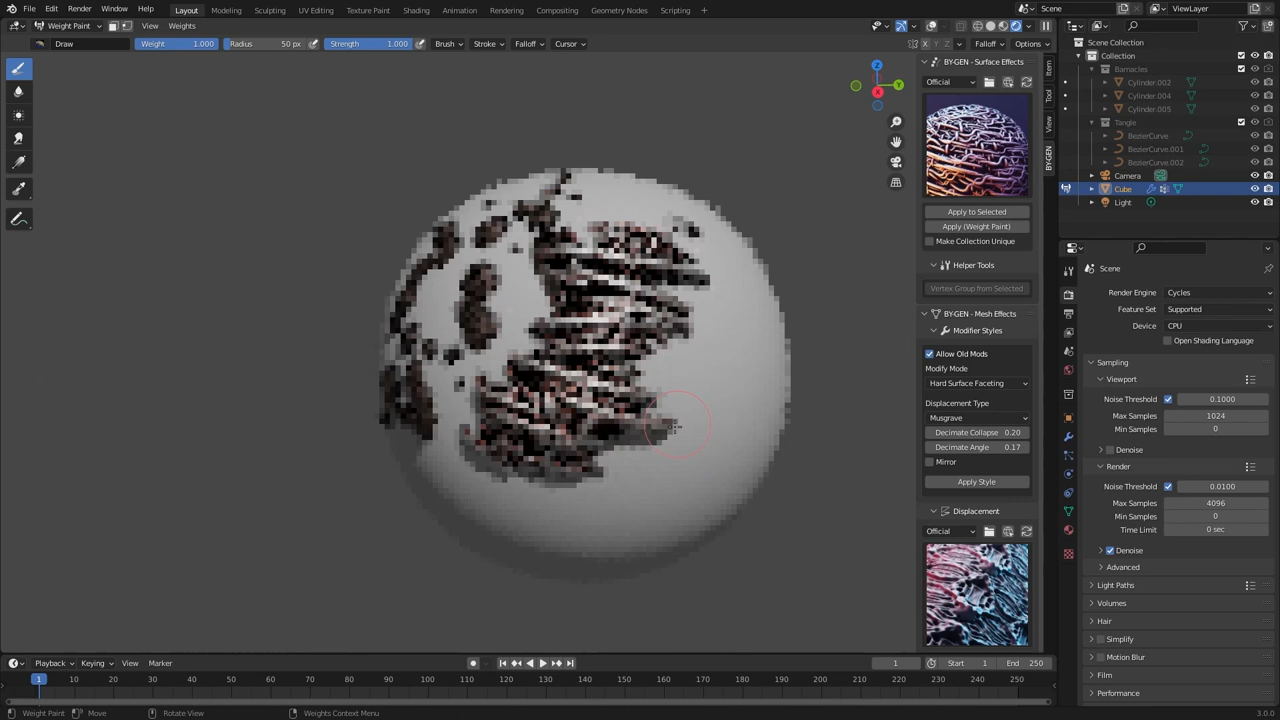 File Edit Render Window Help Layout Modeling Sculpting UV Editing Texture Paint Shading Animation Rendering Compositing Geometry Nodes Scripting + Scene ViewLayer
Weight Paint View Weights
Draw Weight 1.000 Radius 50 px Strength 1.000 Brush Stroke Falloff Cursor X Y Z Falloff Options
Scene Collection
Collection
Barnacles
Cylinder.002
Cylinder.004
Cylinder.005
Tangle
BezierCurve
BezierCurve.001
BezierCurve.002
Camera
Cube
Light
Z
Y
X
BY-GEN - Surface Effects
Official
Apply to Selected
Apply (Weight Paint)
Make Collection Unique
Helper Tools
Vertex Group from Selected
BY-GEN - Mesh Effects
Modifier Styles
Allow Old Mods
Modify Mode
Hard Surface Faceting
Displacement Type
Musgrave
Decimate Collapse 0.20
Decimate Angle 0.17
Mirror
Apply Style
Displacement
Official
Item
Tool
View
BY-GEN
Scene
Render Engine Cycles
Feature Set Supported
Device CPU
Open Shading Language
Sampling
Viewport
Noise Threshold 0.1000
Max Samples 1024
Min Samples 0
Denoise
Render
Noise Threshold 0.0100
Max Samples 4096
Min Samples 0
Time Limit 0 sec
Denoise
Advanced
Light Paths
Volumes
Hair
Simplify
Motion Blur
Film
Performance
Playback Keying View Marker 1 Start 1 End 250
1 10 20 30 40 50 60 70 80 90 100 110 120 130 140 150 160 170 180 190 200 210 220 230 240 250
Weight Paint Move Rotate View Weights Context Menu 3.0.0